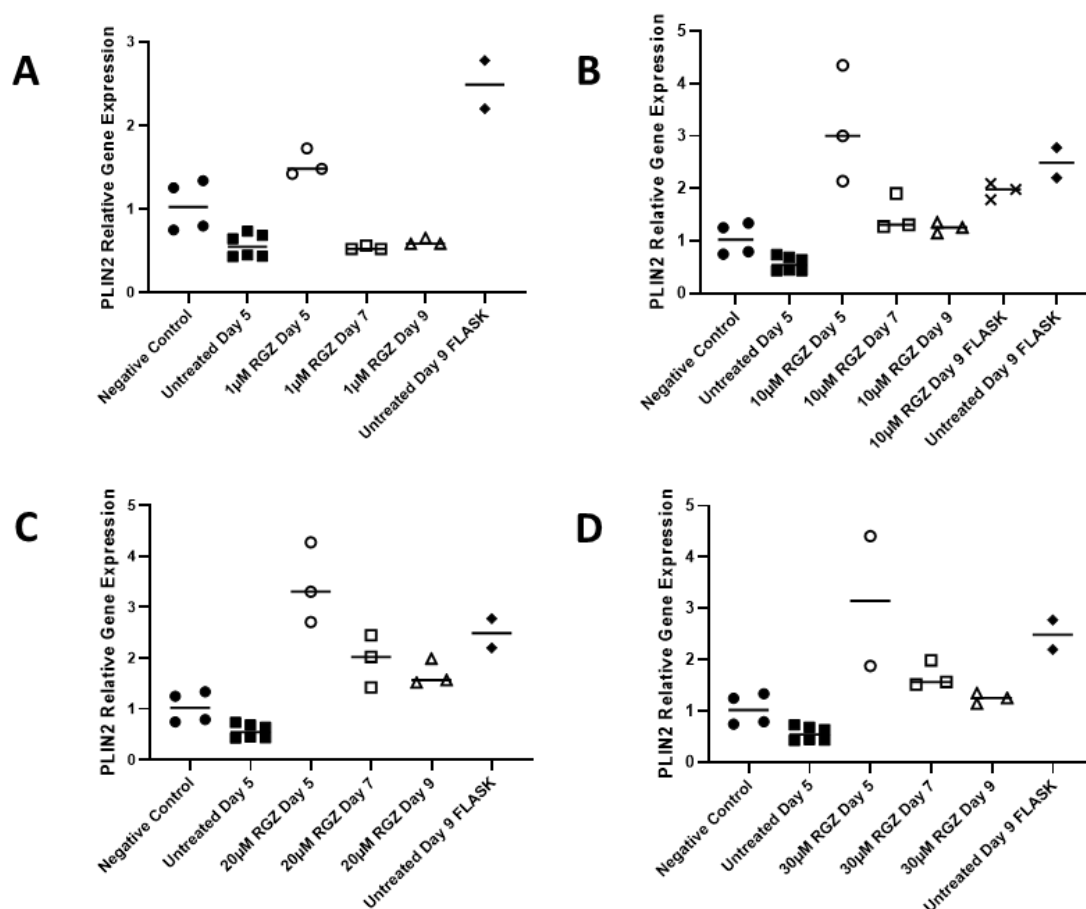 A
PLIN2 Relative Gene Expression
3
2
1
0
Negative Control
Untreated Day 5
1µM RGZ Day 5
1µM RGZ Day 7
1µM RGZ Day 9
Untreated Day 9 FLASK
B
PLIN2 Relative Gene Expression
5
4
3
2
1
0
Negative Control
Untreated Day 5
10µM RGZ Day 5
10µM RGZ Day 7
10µM RGZ Day 9
10µM RGZ Day 9 FLASK
Untreated Day 9 FLASK
C
PLIN2 Relative Gene Expression
5
4
3
2
1
0
Negative Control
Untreated Day 5
20µM RGZ Day 5
20µM RGZ Day 7
20µM RGZ Day 9
Untreated Day 9 FLASK
D
PLIN2 Relative Gene Expression
5
4
3
2
1
0
Negative Control
Untreated Day 5
30µM RGZ Day 5
30µM RGZ Day 7
30µM RGZ Day 9
Untreated Day 9 FLASK